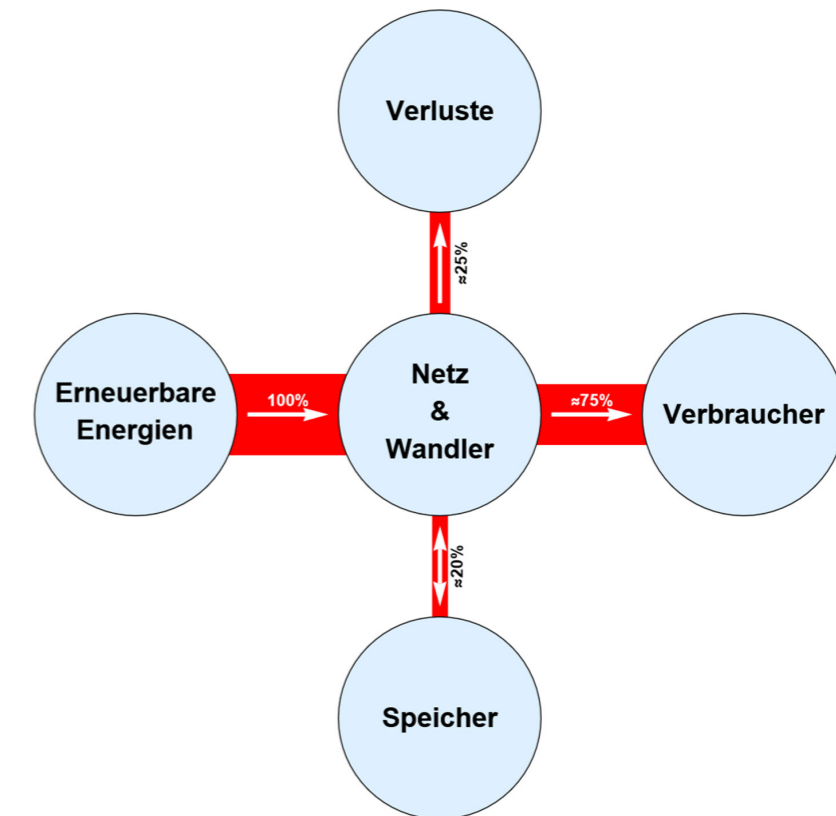 Verluste
≈25%
Erneuerbare
Energien
100%
Netz
&
Wandler
≈75%
Verbraucher
≈20%
Speicher